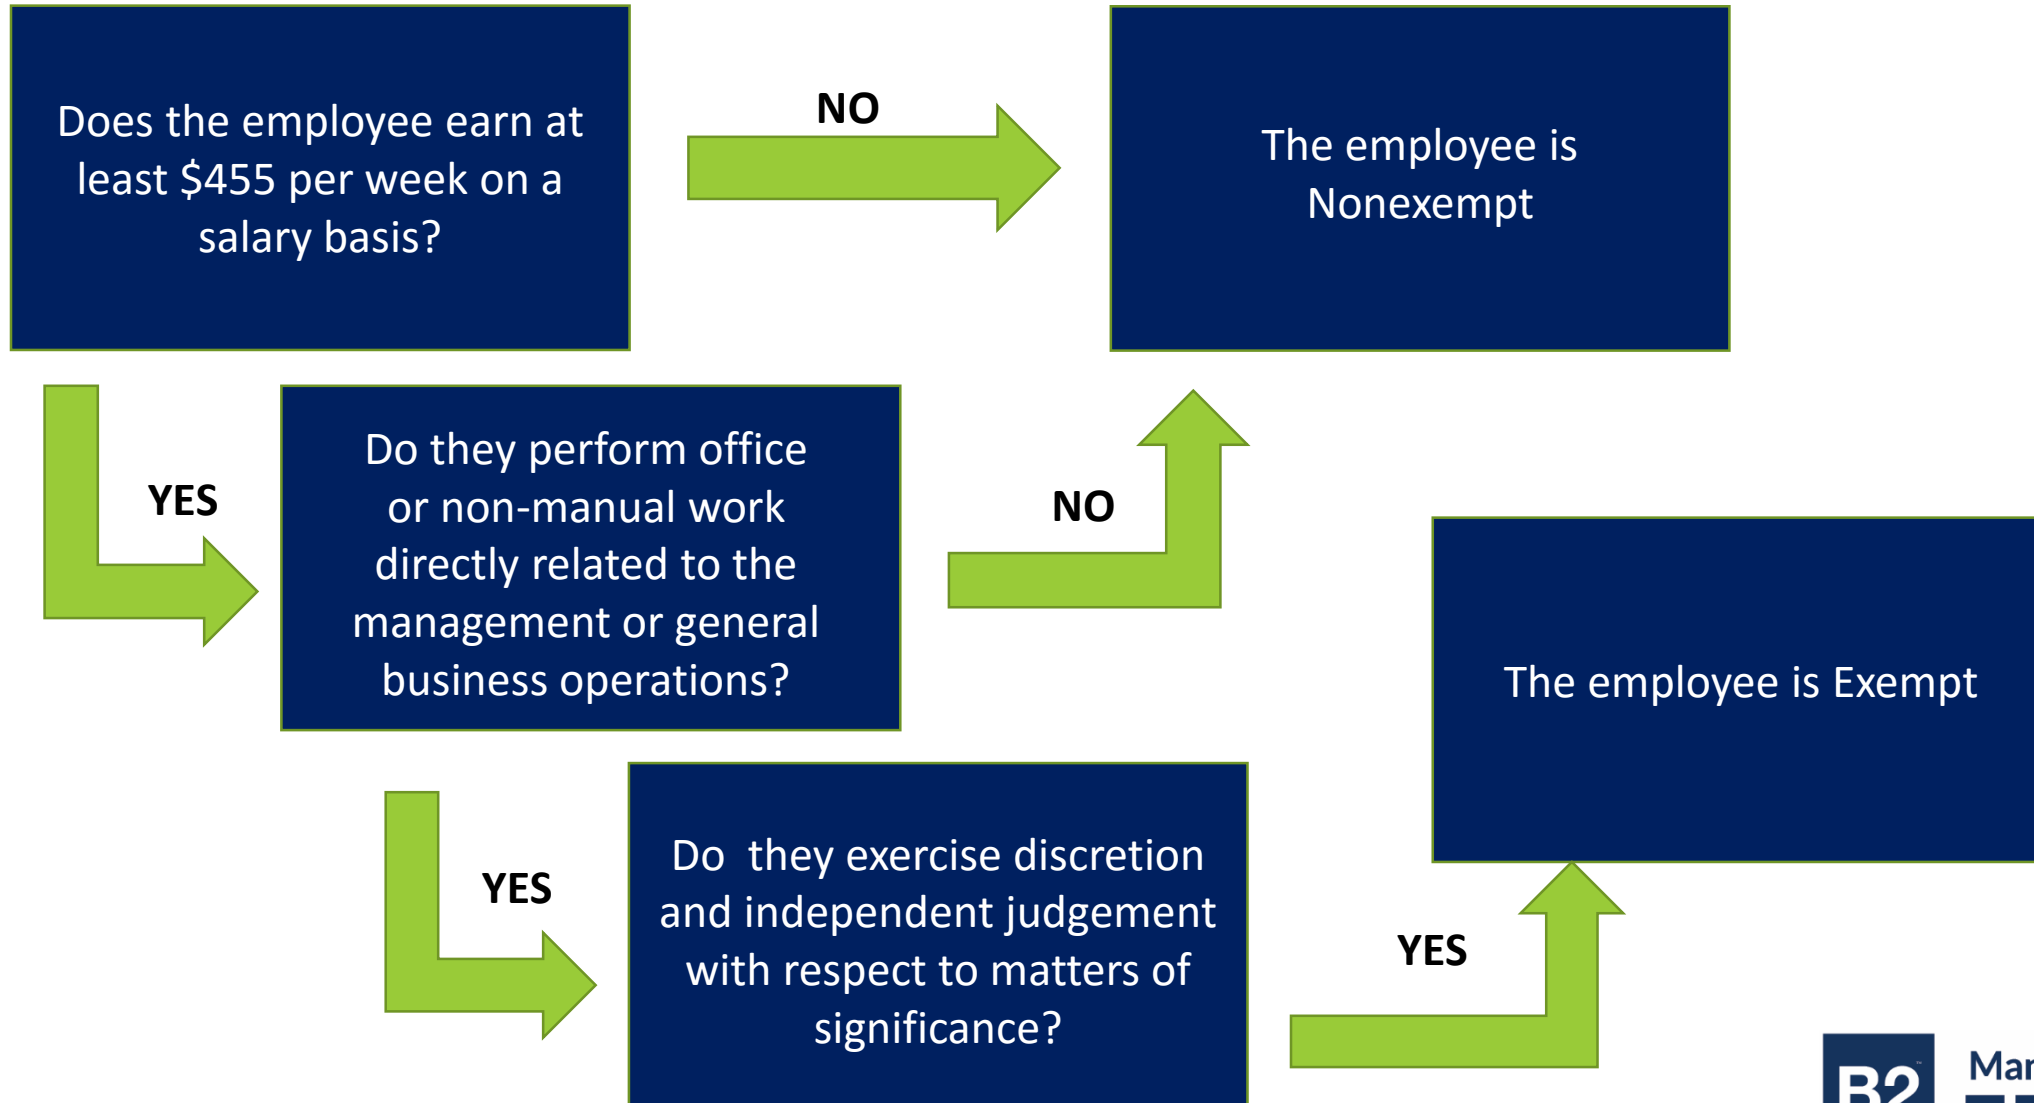 Does the employee earn at
least $455 per week on a
salary basis?
NO
The employee is
Nonexempt
YES
Do they perform office
or non-manual work
directly related to the
management or general
business operations?
NO
The employee is Exempt
YES
Do  they exercise discretion
and independent judgement
with respect to matters of
significance?
YES
B2